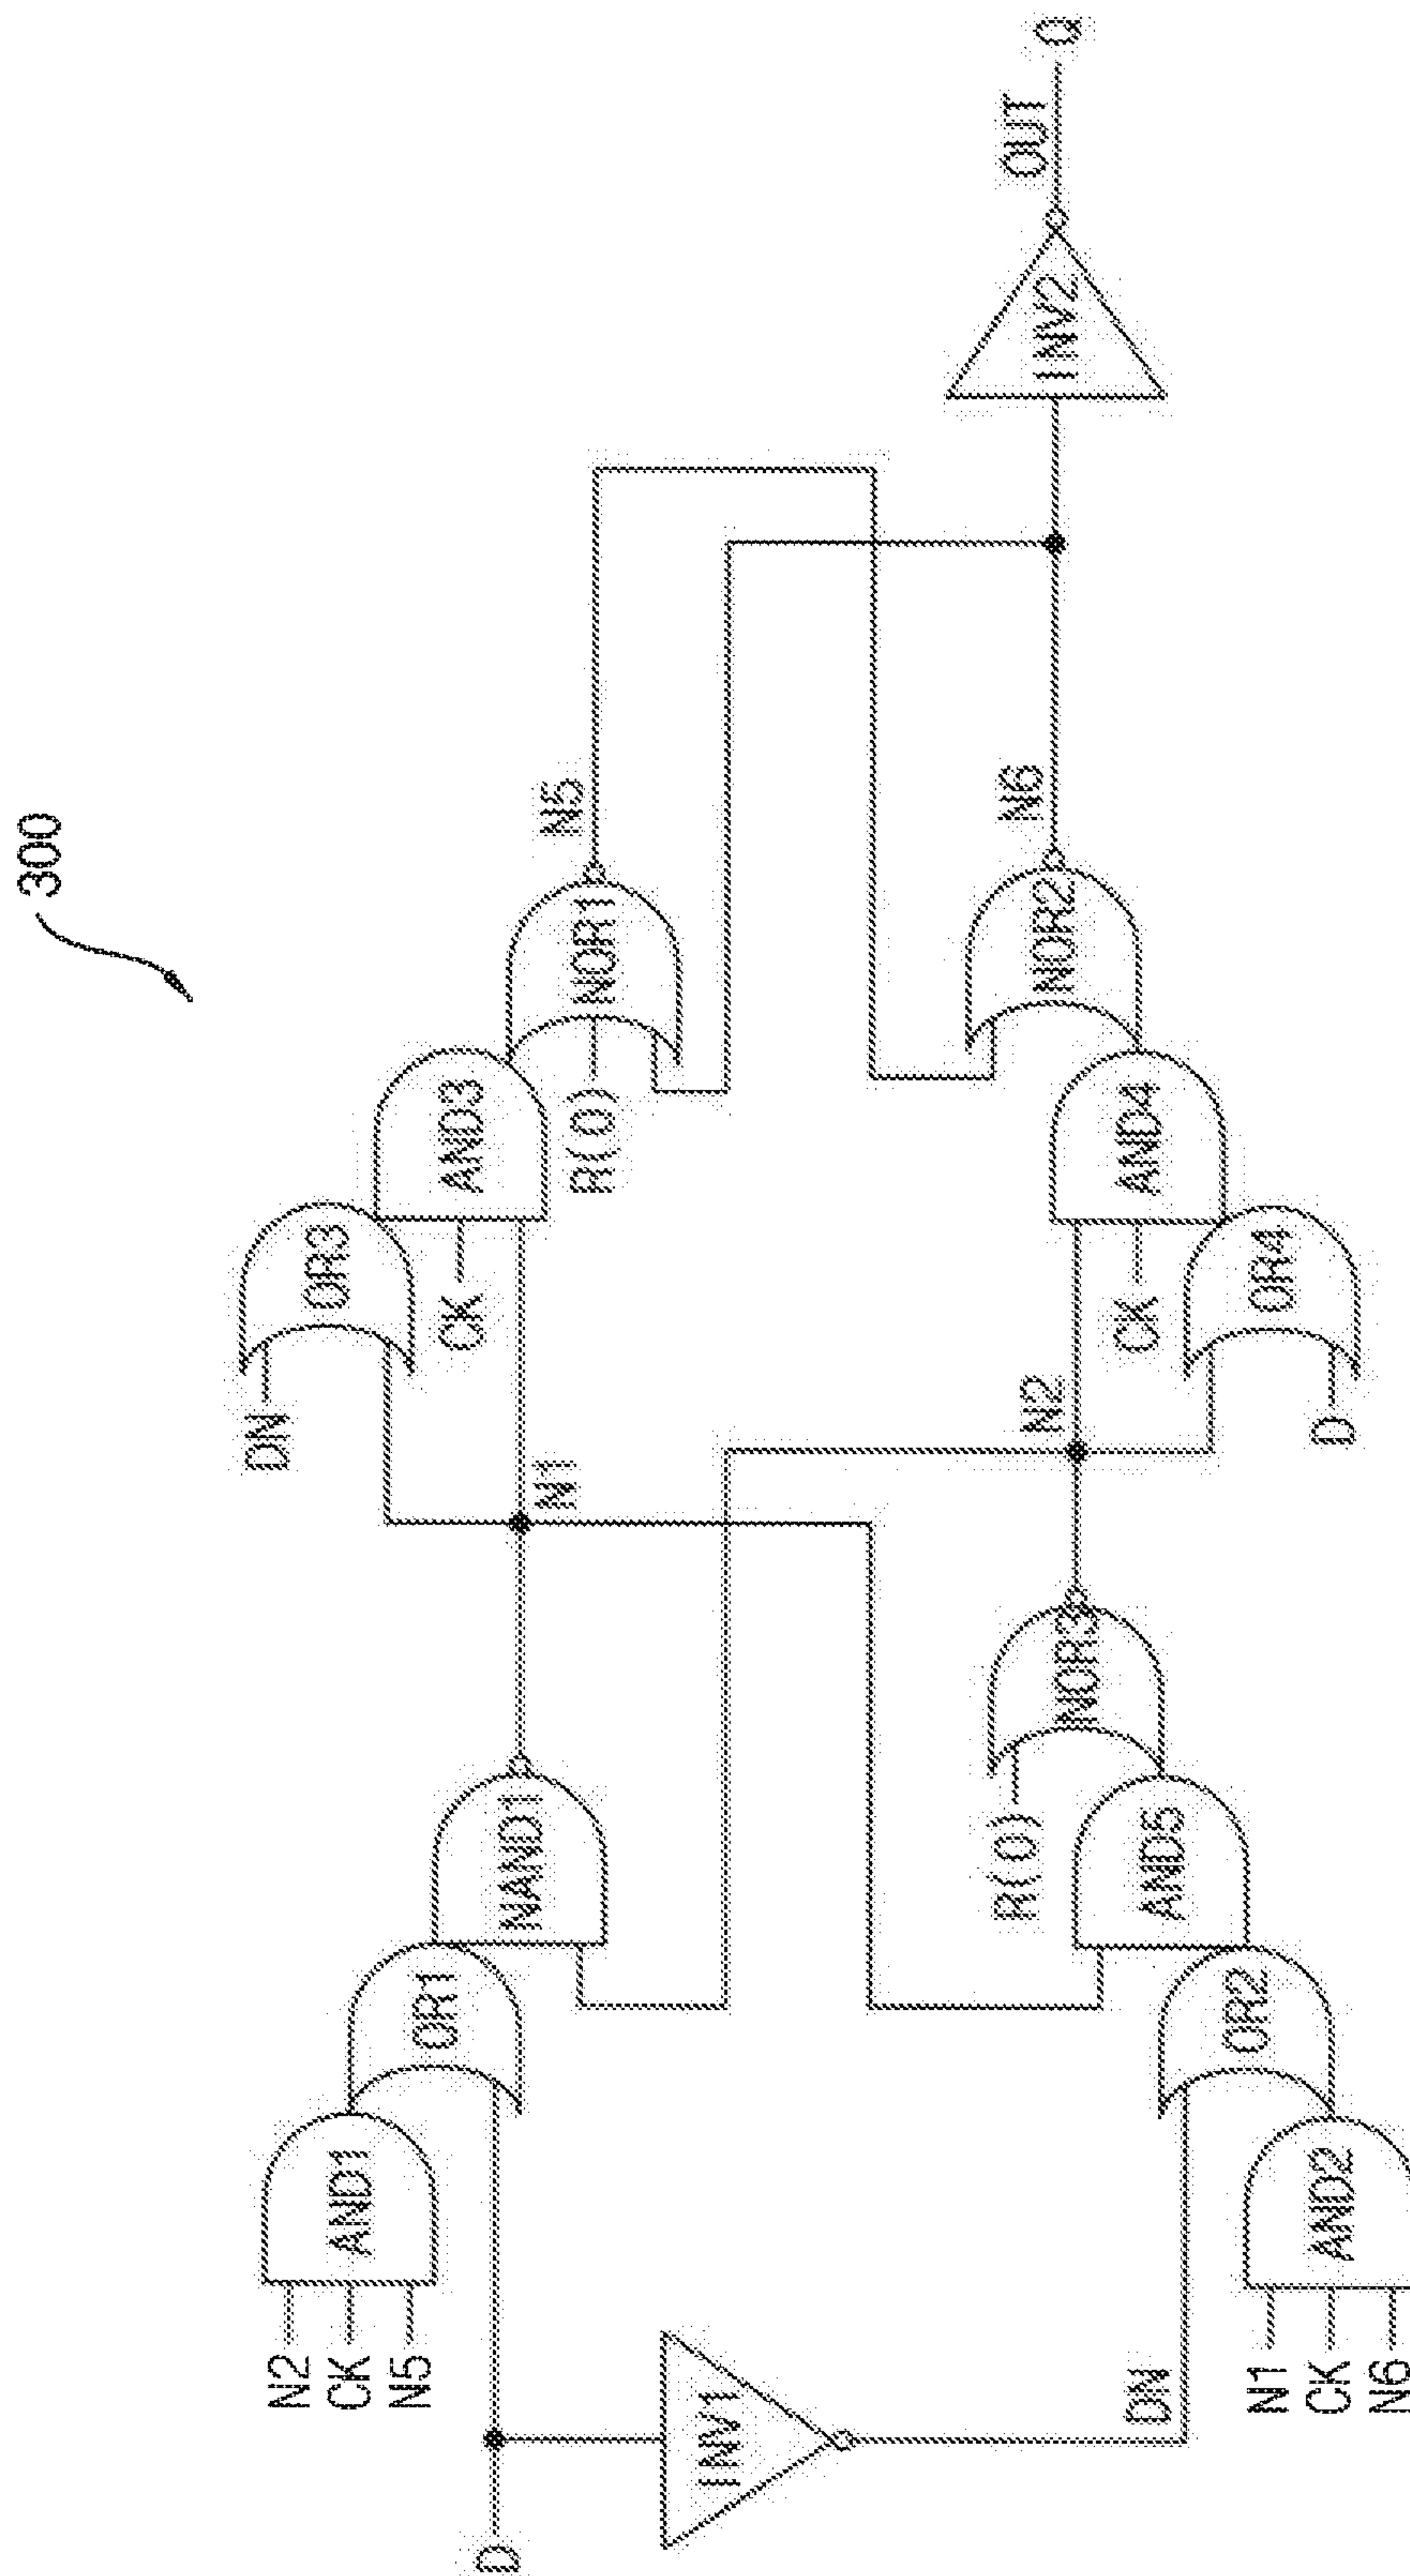 300
N2
CK
N5
AND1
OR1
NAND1
N1
DN
OR3
CK
AND3
R(0)
NOR1
N5
D
INV1
DN
N1
CK
N6
AND2
OR2
AND5
R(0)
NOR3
N2
CK
D
OR4
AND4
NOR2
N6
INV2
OUT
Q